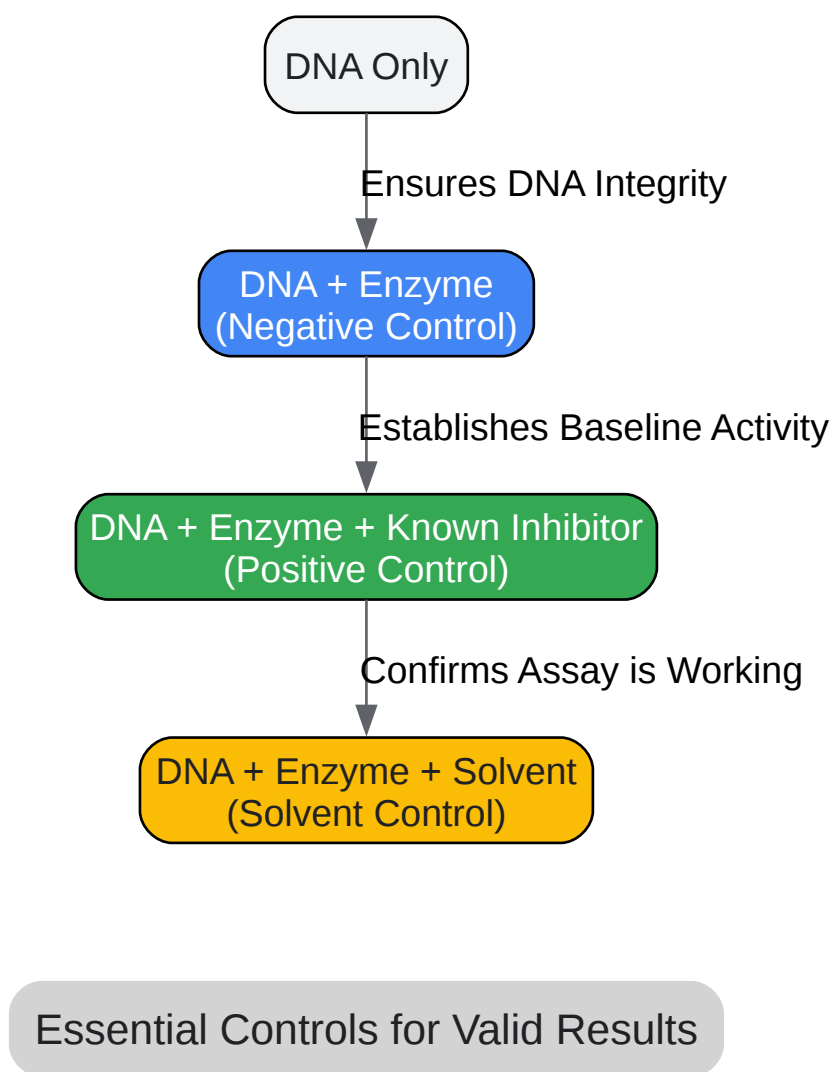 DNA Only
Ensures DNA Integrity
DNA + Enzyme
(Negative Control)
Establishes Baseline Activity
DNA + Enzyme + Known Inhibitor
(Positive Control)
Confirms Assay is Working
DNA + Enzyme + Solvent
(Solvent Control)
Essential Controls for Valid Results